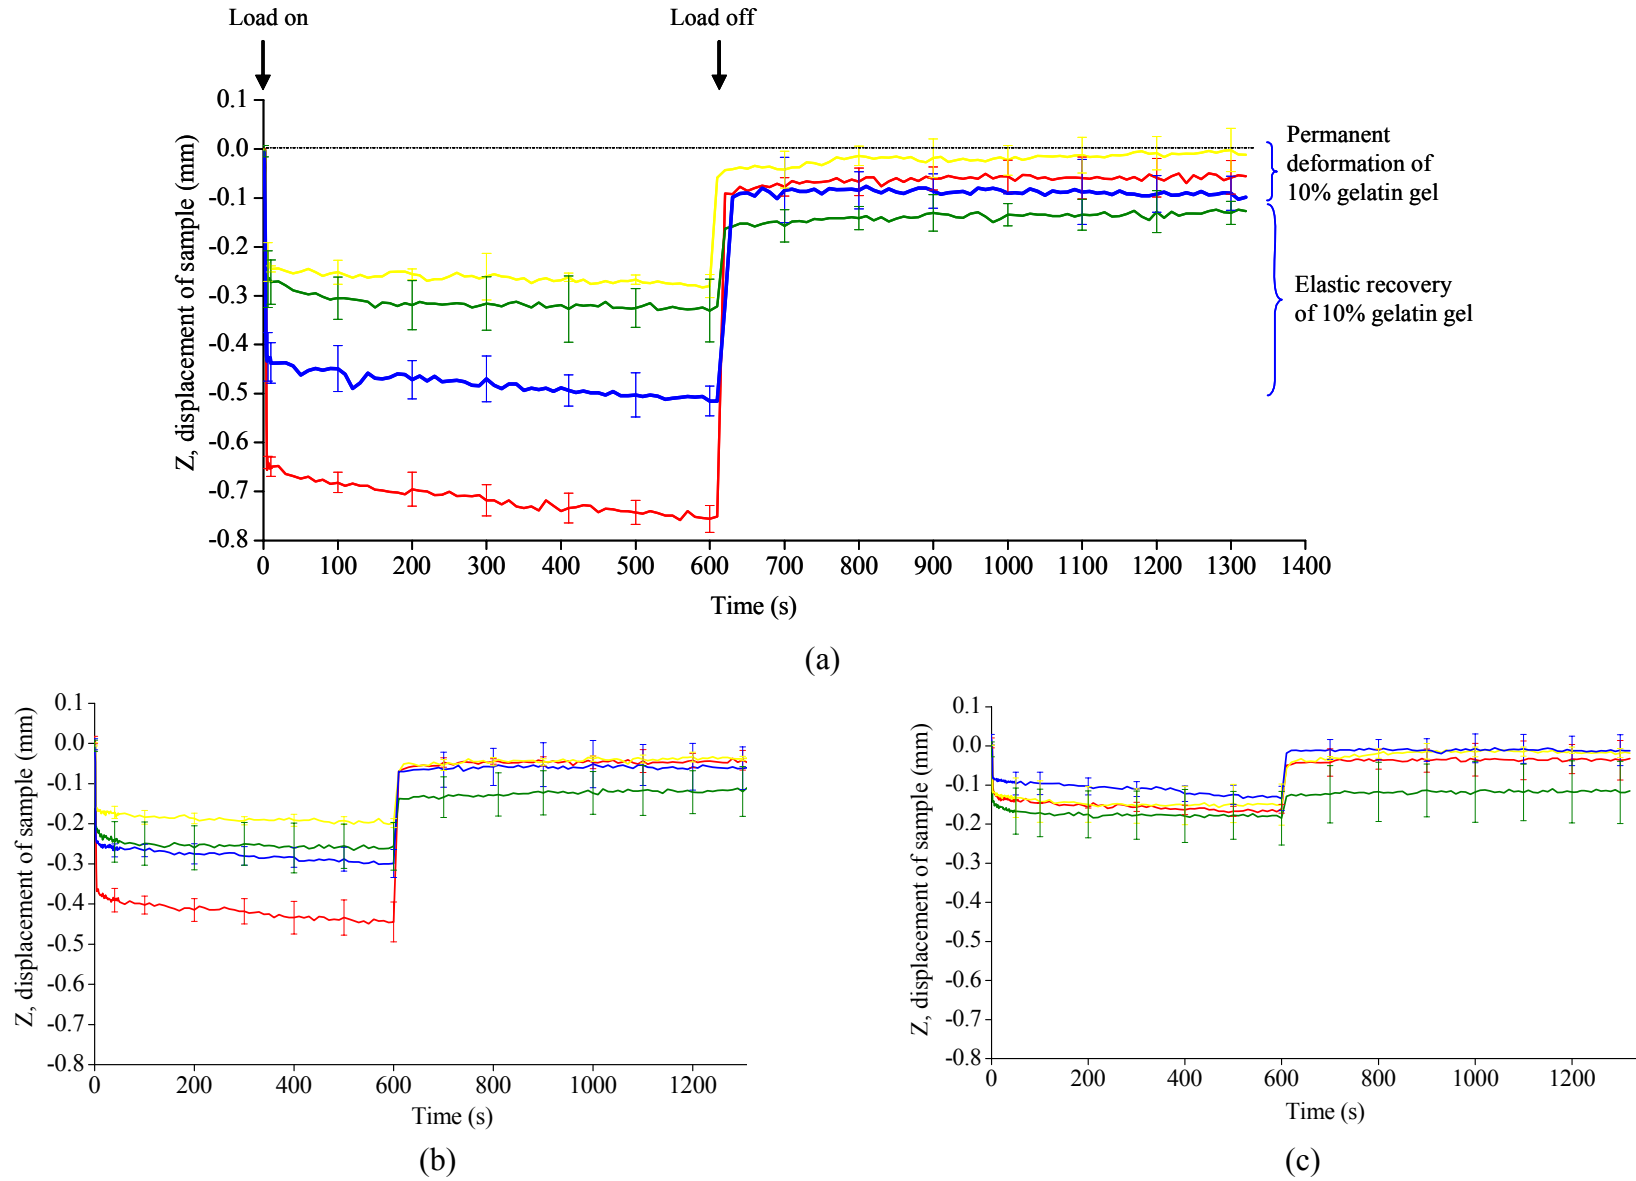 Load on
Load off
0.1
0.0
-0.1
-0.2
-0.3
-0.4
-0.5
-0.6
-0.7
-0.8
Z, displacement of sample (mm)
0 100 200 300 400 500 600 700 800 900 1000 1100 1200 1300 1400
Time (s)
Permanent
deformation of
10% gelatin gel
Elastic recovery
of 10% gelatin gel
(a)
0.1
0.0
-0.1
-0.2
-0.3
-0.4
-0.5
-0.6
-0.7
-0.8
Z, displacement of sample (mm)
0 200 400 600 800 1000 1200
Time (s)
(b)
0.1
0.0
-0.1
-0.2
-0.3
-0.4
-0.5
-0.6
-0.7
-0.8
Z, displacement of sample (mm)
0 200 400 600 800 1000 1200
Time (s)
(c)